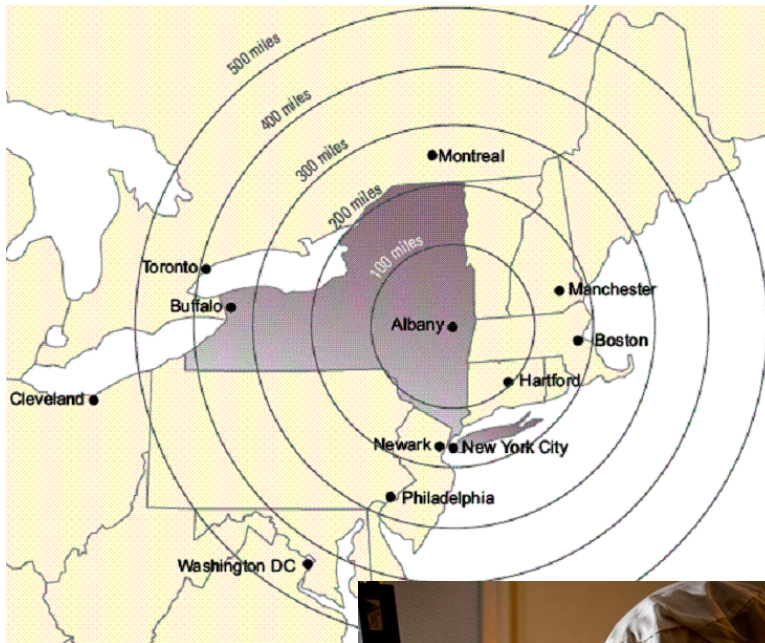 500 miles
400 miles
300 miles
Montreal
200 miles
100 miles
Toronto
Manchester
Buffalo
Albany
Boston
Hartford
Cleveland
Newark
New York City
Philadelphia
Washington DC